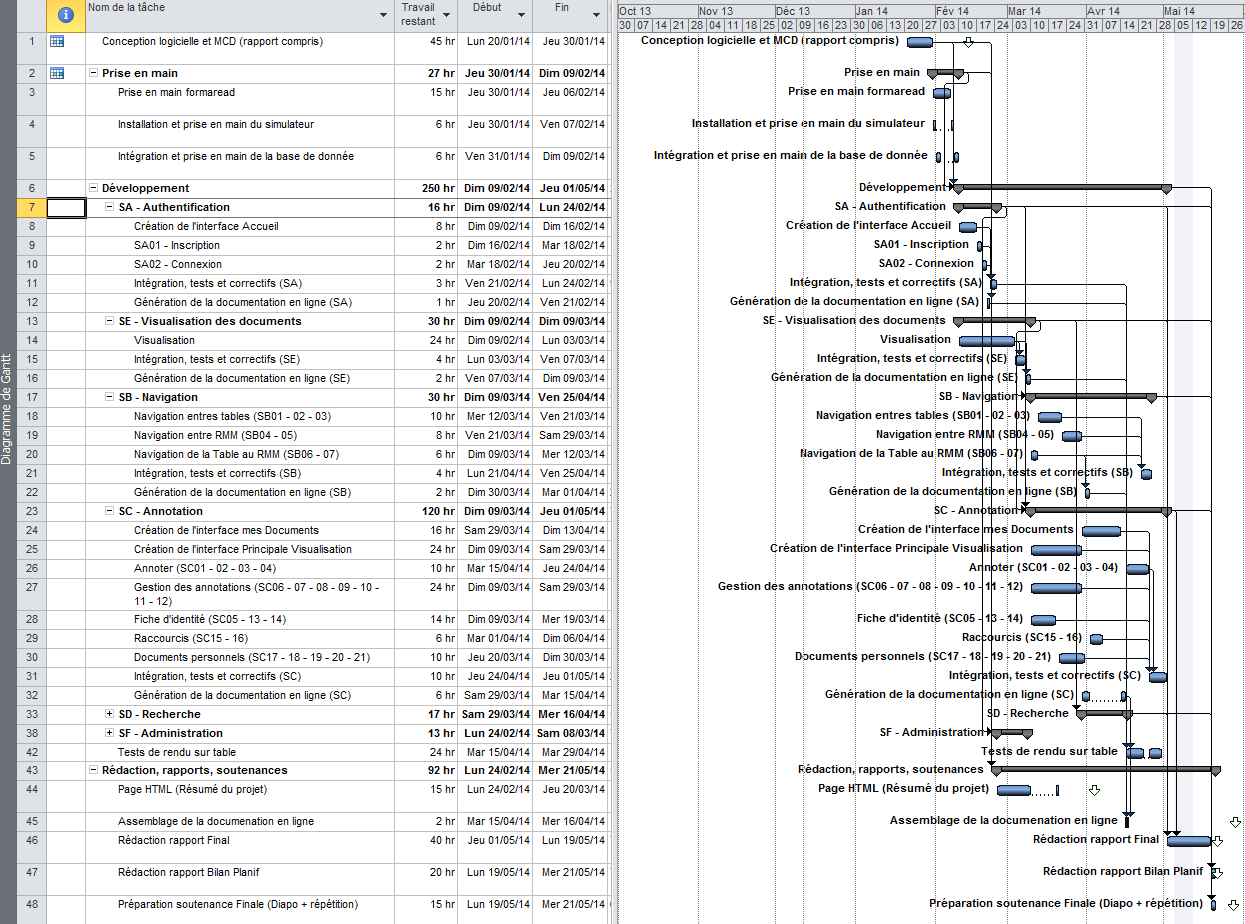 Diagramme de Gantt
Nom de la tâche Travail restant Début Fin
Oct 13 Nov 13 Déc 13 Jan 14 Fév 14 Mar 14 Avr 14 Mai 14
30 07 14 21 28 04 11 18 25 02 09 16 23 30 06 13 20 27 03 10 17 24 03 10 17 24 31 07 14 21 28 05 12 19 26
1 Conception logicielle et MCD (rapport compris) 45 hr Lun 20/01/14 Jeu 30/01/14 Conception logicielle et MCD (rapport compris)
2 Prise en main 27 hr Jeu 30/01/14 Dim 09/02/14 Prise en main
3 Prise en main formaread 15 hr Jeu 30/01/14 Jeu 06/02/14 Prise en main formaread
4 Installation et prise en main du simulateur 6 hr Jeu 30/01/14 Ven 07/02/14 Installation et prise en main du simulateur
5 Intégration et prise en main de la base de donnée 6 hr Ven 31/01/14 Dim 09/02/14 Intégration et prise en main de la base de donnée
6 Développement 250 hr Dim 09/02/14 Jeu 01/05/14 Développement
7 SA - Authentification 16 hr Dim 09/02/14 Lun 24/02/14 SA - Authentification
8 Création de l'interface Accueil 8 hr Dim 09/02/14 Dim 16/02/14 Création de l'interface Accueil
9 SA01 - Inscription 2 hr Dim 16/02/14 Mar 18/02/14 SA01 - Inscription
10 SA02 - Connexion 2 hr Mar 18/02/14 Jeu 20/02/14 SA02 - Connexion
11 Intégration, tests et correctifs (SA) 3 hr Ven 21/02/14 Lun 24/02/14 Intégration, tests et correctifs (SA)
12 Génération de la documentation en ligne (SA) 1 hr Jeu 20/02/14 Ven 21/02/14 Génération de la documentation en ligne (SA)
13 SE - Visualisation des documents 30 hr Dim 09/02/14 Dim 09/03/14 SE - Visualisation des documents
14 Visualisation 24 hr Dim 09/02/14 Lun 03/03/14 Visualisation
15 Intégration, tests et correctifs (SE) 4 hr Lun 03/03/14 Ven 07/03/14 Intégration, tests et correctifs (SE)
16 Génération de la documentation en ligne (SE) 2 hr Ven 07/03/14 Dim 09/03/14 Génération de la documentation en ligne (SE)
17 SB - Navigation 30 hr Dim 09/03/14 Ven 25/04/14 SB - Navigation
18 Navigation entres tables (SB01 - 02 - 03) 10 hr Mer 12/03/14 Ven 21/03/14 Navigation entres tables (SB01 - 02 - 03)
19 Navigation entre RMM (SB04 - 05) 8 hr Ven 21/03/14 Sam 29/03/14 Navigation entre RMM (SB04 - 05)
20 Navigation de la Table au RMM (SB06 - 07) 6 hr Dim 09/03/14 Mer 12/03/14 Navigation de la Table au RMM (SB06 - 07)
21 Intégration, tests et correctifs (SB) 4 hr Lun 21/04/14 Ven 25/04/14 Intégration, tests et correctifs (SB)
22 Génération de la documentation en ligne (SB) 2 hr Dim 30/03/14 Mar 01/04/14 Génération de la documentation en ligne (SB)
23 SC - Annotation 120 hr Dim 09/03/14 Jeu 01/05/14 SC - Annotation
24 Création de l'interface mes Documents 16 hr Sam 29/03/14 Dim 13/04/14 Création de l'interface mes Documents
25 Création de l'interface Principale Visualisation 24 hr Dim 09/03/14 Sam 29/03/14 Création de l'interface Principale Visualisation
26 Annoter (SC01 - 02 - 03 - 04) 10 hr Mar 15/04/14 Jeu 24/04/14 Annoter (SC01 - 02 - 03 - 04)
27 Gestion des annotations (SC06 - 07 - 08 - 09 - 10 - 24 hr Dim 09/03/14 Sam 29/03/14 Gestion des annotations (SC06 - 07 - 08 - 09 - 10 - 11 - 12)
11 - 12)
28 Fiche d'identité (SC05 - 13 - 14) 14 hr Dim 09/03/14 Mer 19/03/14 Fiche d'identité (SC05 - 13 - 14)
29 Raccourcis (SC15 - 16) 6 hr Mar 01/04/14 Dim 06/04/14 Raccourcis (SC15 - 16)
30 Documents personnels (SC17 - 18 - 19 - 20 - 21) 10 hr Jeu 20/03/14 Dim 30/03/14 Documents personnels (SC17 - 18 - 19 - 20 - 21)
31 Intégration, tests et correctifs (SC) 10 hr Jeu 24/04/14 Jeu 01/05/14 Intégration, tests et correctifs (SC)
32 Génération de la documentation en ligne (SC) 6 hr Sam 29/03/14 Mar 15/04/14 Génération de la documentation en ligne (SC)
33 SD - Recherche 17 hr Sam 29/03/14 Mer 16/04/14 SD - Recherche
38 SF - Administration 13 hr Lun 24/02/14 Sam 08/03/14 SF - Administration
42 Tests de rendu sur table 24 hr Mar 15/04/14 Mar 29/04/14 Tests de rendu sur table
43 Rédaction, rapports, soutenances 92 hr Lun 24/02/14 Mer 21/05/14 Rédaction, rapports, soutenances
44 Page HTML (Résumé du projet) 15 hr Lun 24/02/14 Jeu 20/03/14 Page HTML (Résumé du projet)
45 Assemblage de la documenation en ligne 2 hr Mar 15/04/14 Mer 16/04/14 Assemblage de la documenation en ligne
46 Rédaction rapport Final 40 hr Jeu 01/05/14 Lun 19/05/14 Rédaction rapport Final
47 Rédaction rapport Bilan Planif 20 hr Lun 19/05/14 Mer 21/05/14 Rédaction rapport Bilan Planif
48 Préparation soutenance Finale (Diapo + répétition) 15 hr Lun 19/05/14 Mer 21/05/14 Préparation soutenance Finale (Diapo + répétition)